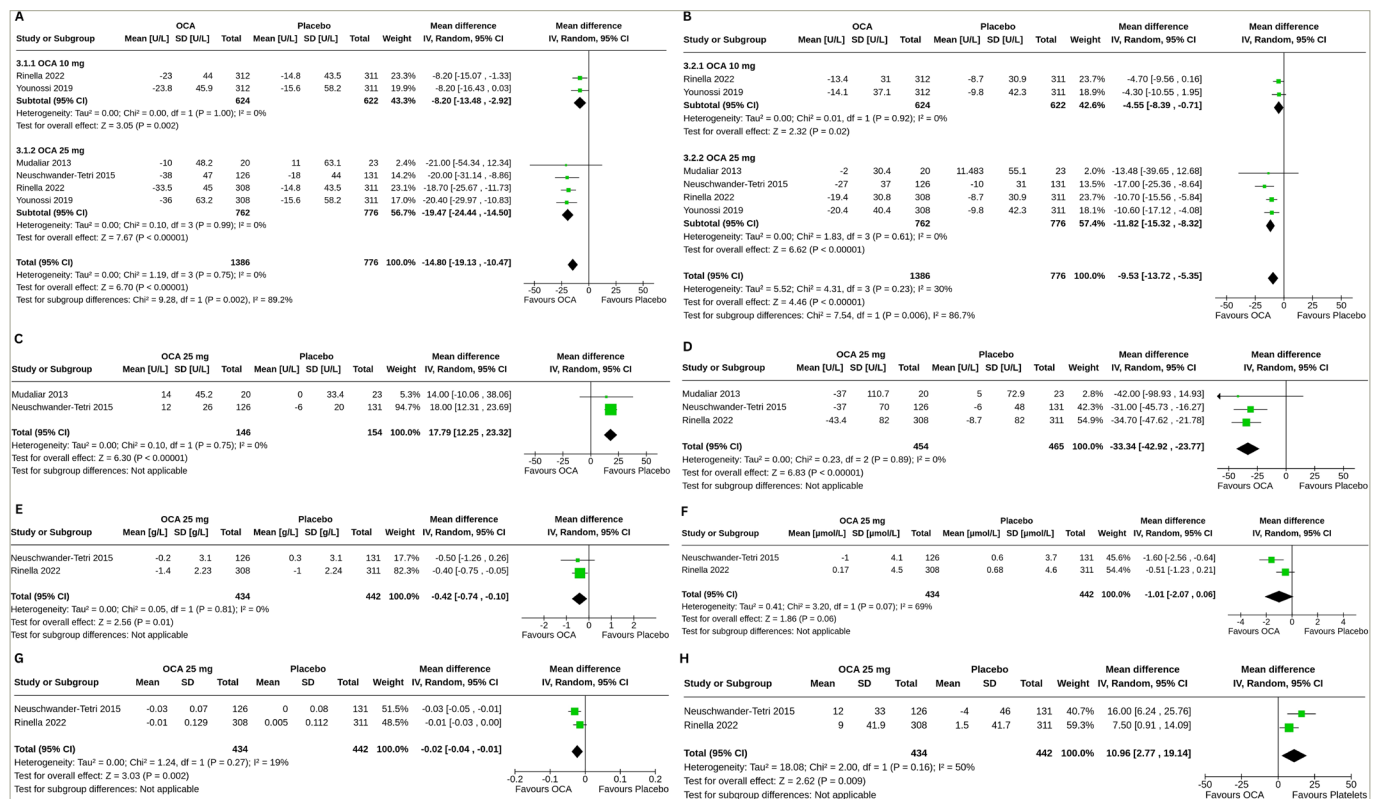 A
OCA Placebo Mean difference Mean difference
Study or Subgroup Mean [U/L] SD [U/L] Total Mean [U/L] SD [U/L] Total Weight IV, Random, 95% CI IV, Random, 95% CI
3.1.1 OCA 10 mg
Rinella 2022 -23 44 312 -14.8 43.5 311 23.3% -8.20 [-15.07 , -1.33]
Younossi 2019 -23.8 45.9 312 -15.6 58.2 311 19.9% -8.20 [-16.43 , 0.03]
Subtotal (95% CI) 624 622 43.3% -8.20 [-13.48 , -2.92]
Heterogeneity: Tau² = 0.00; Chi² = 0.00, df = 1 (P = 1.00); I² = 0%
Test for overall effect: Z = 3.05 (P = 0.002)
3.1.2 OCA 25 mg
Mudaliar 2013 -10 48.2 20 11 63.1 23 2.4% -21.00 [-54.34 , 12.34]
Neuschwander-Tetri 2015 -38 47 126 -18 44 131 14.2% -20.00 [-31.14 , -8.86]
Rinella 2022 -33.5 45 308 -14.8 43.5 311 23.1% -18.70 [-25.67 , -11.73]
Younossi 2019 -36 63.2 308 -15.6 58.2 311 17.0% -20.40 [-29.97 , -10.83]
Subtotal (95% CI) 762 776 56.7% -19.47 [-24.44 , -14.50]
Heterogeneity: Tau² = 0.00; Chi² = 0.10, df = 3 (P = 0.99); I² = 0%
Test for overall effect: Z = 7.67 (P < 0.00001)
Total (95% CI) 1386 776 100.0% -14.80 [-19.13 , -10.47]
Heterogeneity: Tau² = 0.00; Chi² = 1.19, df = 3 (P = 0.75); I² = 0%
Test for overall effect: Z = 6.70 (P < 0.00001)
Test for subgroup differences: Chi² = 9.28, df = 1 (P = 0.002), I² = 89.2%
-50 -25 0 25 50
Favours OCA Favours Placebo
B
OCA Placebo Mean difference Mean difference
Study or Subgroup Mean [U/L] SD [U/L] Total Mean [U/L] SD [U/L] Total Weight IV, Random, 95% CI IV, Random, 95% CI
3.2.1 OCA 10 mg
Rinella 2022 -13.4 31 312 -8.7 30.9 311 23.7% -4.70 [-9.56 , 0.16]
Younossi 2019 -14.1 37.1 312 -9.8 42.3 311 18.9% -4.30 [-10.55 , 1.95]
Subtotal (95% CI) 624 622 42.6% -4.55 [-8.39 , -0.71]
Heterogeneity: Tau² = 0.00; Chi² = 0.01, df = 1 (P = 0.92); I² = 0%
Test for overall effect: Z = 2.32 (P = 0.02)
3.2.2 OCA 25 mg
Mudaliar 2013 -2 30.4 20 11.483 55.1 23 2.0% -13.48 [-39.65 , 12.68]
Neuschwander-Tetri 2015 -27 37 126 -10 31 131 13.5% -17.00 [-25.36 , -8.64]
Rinella 2022 -19.4 30.8 308 -8.7 30.9 311 23.7% -10.70 [-15.56 , -5.84]
Younossi 2019 -20.4 40.4 308 -9.8 42.3 311 18.1% -10.60 [-17.12 , -4.08]
Subtotal (95% CI) 762 776 57.4% -11.82 [-15.32 , -8.32]
Heterogeneity: Tau² = 0.00; Chi² = 1.83, df = 3 (P = 0.61); I² = 0%
Test for overall effect: Z = 6.62 (P < 0.00001)
Total (95% CI) 1386 776 100.0% -9.53 [-13.72 , -5.35]
Heterogeneity: Tau² = 5.52; Chi² = 4.31, df = 3 (P = 0.23); I² = 30%
Test for overall effect: Z = 4.46 (P < 0.00001)
Test for subgroup differences: Chi² = 7.54, df = 1 (P = 0.006), I² = 86.7%
-50 -25 0 25 50
Favours OCA Favours Placebo
C
OCA 25 mg Placebo Mean difference Mean difference
Study or Subgroup Mean [U/L] SD [U/L] Total Mean [U/L] SD [U/L] Total Weight IV, Random, 95% CI IV, Random, 95% CI
Mudaliar 2013 14 45.2 20 0 33.4 23 5.3% 14.00 [-10.06 , 38.06]
Neuschwander-Tetri 2015 12 26 126 -6 20 131 94.7% 18.00 [12.31 , 23.69]
Total (95% CI) 146 154 100.0% 17.79 [12.25 , 23.32]
Heterogeneity: Tau² = 0.00; Chi² = 0.10, df = 1 (P = 0.75); I² = 0%
Test for overall effect: Z = 6.30 (P < 0.00001)
Test for subgroup differences: Not applicable
-50 -25 0 25 50
Favours OCA Favours Placebo
D
OCA 25 mg Placebo Mean difference Mean difference
Study or Subgroup Mean [U/L] SD [U/L] Total Mean [U/L] SD [U/L] Total Weight IV, Random, 95% CI IV, Random, 95% CI
Mudaliar 2013 -37 110.7 20 5 72.9 23 2.8% -42.00 [-98.93 , 14.93]
Neuschwander-Tetri 2015 -37 70 126 -6 48 131 42.3% -31.00 [-45.73 , -16.27]
Rinella 2022 -43.4 82 308 -8.7 82 311 54.9% -34.70 [-47.62 , -21.78]
Total (95% CI) 454 465 100.0% -33.34 [-42.92 , -23.77]
Heterogeneity: Tau² = 0.00; Chi² = 0.23, df = 2 (P = 0.89); I² = 0%
Test for overall effect: Z = 6.83 (P < 0.00001)
Test for subgroup differences: Not applicable
-50 -25 0 25 50
Favours OCA Favours Placebo
E
OCA 25 mg Placebo Mean difference Mean difference
Study or Subgroup Mean [g/L] SD [g/L] Total Mean [g/L] SD [g/L] Total Weight IV, Random, 95% CI IV, Random, 95% CI
Neuschwander-Tetri 2015 -0.2 3.1 126 0.3 3.1 131 17.7% -0.50 [-1.26 , 0.26]
Rinella 2022 -1.4 2.23 308 -1 2.24 311 82.3% -0.40 [-0.75 , -0.05]
Total (95% CI) 434 442 100.0% -0.42 [-0.74 , -0.10]
Heterogeneity: Tau² = 0.00; Chi² = 0.05, df = 1 (P = 0.81); I² = 0%
Test for overall effect: Z = 2.56 (P = 0.01)
Test for subgroup differences: Not applicable
-2 -1 0 1 2
Favours OCA Favours Placebo
F
OCA 25 mg Placebo Mean difference Mean difference
Study or Subgroup Mean [µmol/L] SD [µmol/L] Total Mean [µmol/L] SD [µmol/L] Total Weight IV, Random, 95% CI IV, Random, 95% CI
Neuschwander-Tetri 2015 -1 4.1 126 0.6 3.7 131 45.6% -1.60 [-2.56 , -0.64]
Rinella 2022 0.17 4.5 308 0.68 4.6 311 54.4% -0.51 [-1.23 , 0.21]
Total (95% CI) 434 442 100.0% -1.01 [-2.07 , 0.06]
Heterogeneity: Tau² = 0.41; Chi² = 3.20, df = 1 (P = 0.07); I² = 69%
Test for overall effect: Z = 1.86 (P = 0.06)
Test for subgroup differences: Not applicable
-4 -2 0 2 4
Favours OCA Favours Placebo
G
OCA 25 mg Placebo Mean difference Mean difference
Study or Subgroup Mean SD Total Mean SD Total Weight IV, Random, 95% CI IV, Random, 95% CI
Neuschwander-Tetri 2015 -0.03 0.07 126 0 0.08 131 51.5% -0.03 [-0.05 , -0.01]
Rinella 2022 -0.01 0.129 308 0.005 0.112 311 48.5% -0.01 [-0.03 , 0.00]
Total (95% CI) 434 442 100.0% -0.02 [-0.04 , -0.01]
Heterogeneity: Tau² = 0.00; Chi² = 1.24, df = 1 (P = 0.27); I² = 19%
Test for overall effect: Z = 3.03 (P = 0.002)
Test for subgroup differences: Not applicable
-0.2 -0.1 0 0.1 0.2
Favours OCA Favours Placebo
H
OCA 25 mg Placebo Mean difference Mean difference
Study or Subgroup Mean SD Total Mean SD Total Weight IV, Random, 95% CI IV, Random, 95% CI
Neuschwander-Tetri 2015 12 33 126 -4 46 131 40.7% 16.00 [6.24 , 25.76]
Rinella 2022 9 41.9 308 1.5 41.7 311 59.3% 7.50 [0.91 , 14.09]
Total (95% CI) 434 442 100.0% 10.96 [2.77 , 19.14]
Heterogeneity: Tau² = 18.08; Chi² = 2.00, df = 1 (P = 0.16); I² = 50%
Test for overall effect: Z = 2.62 (P = 0.009)
Test for subgroup differences: Not applicable
-50 -25 0 25 50
Favours OCA Favours Platelets